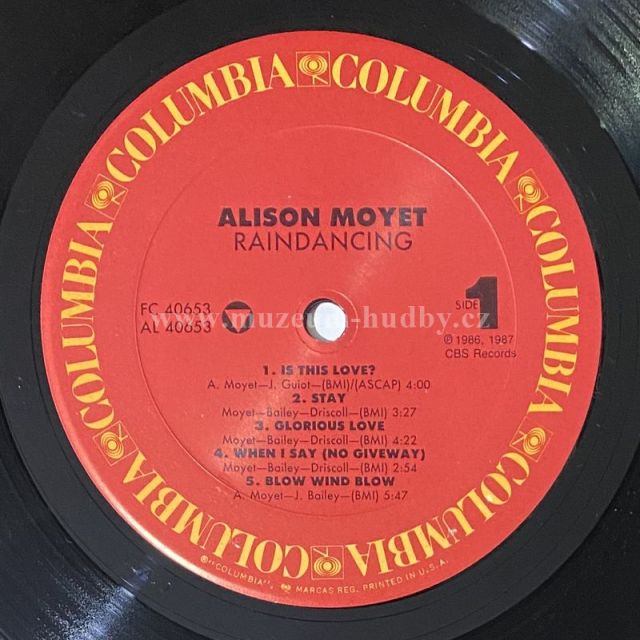 COLUMBIA COLUMBIA COLUMBIA COLUMBIA COLUMBIA COLUMBIA COLUMBIA
ALISON MOYET
RAINDANCING
FC 40653
AL 40653
SIDE 1
℗ 1986, 1987
CBS Records
www.muzeum-hudby.cz
1. IS THIS LOVE?
A. Moyet—J. Guiot—(BMI)/(ASCAP) 4:00
2. STAY
Moyet—Bailey—Driscoll—(BMI) 3:27
3. GLORIOUS LOVE
Moyet—Bailey—Driscoll—(BMI) 4:22
4. WHEN I SAY (NO GIVEWAY)
Moyet—Bailey—Driscoll—(BMI) 2:54
5. BLOW WIND BLOW
A. Moyet—J. Bailey—(BMI) 5:47
® "COLUMBIA", MARCAS REG. PRINTED IN U.S.A.